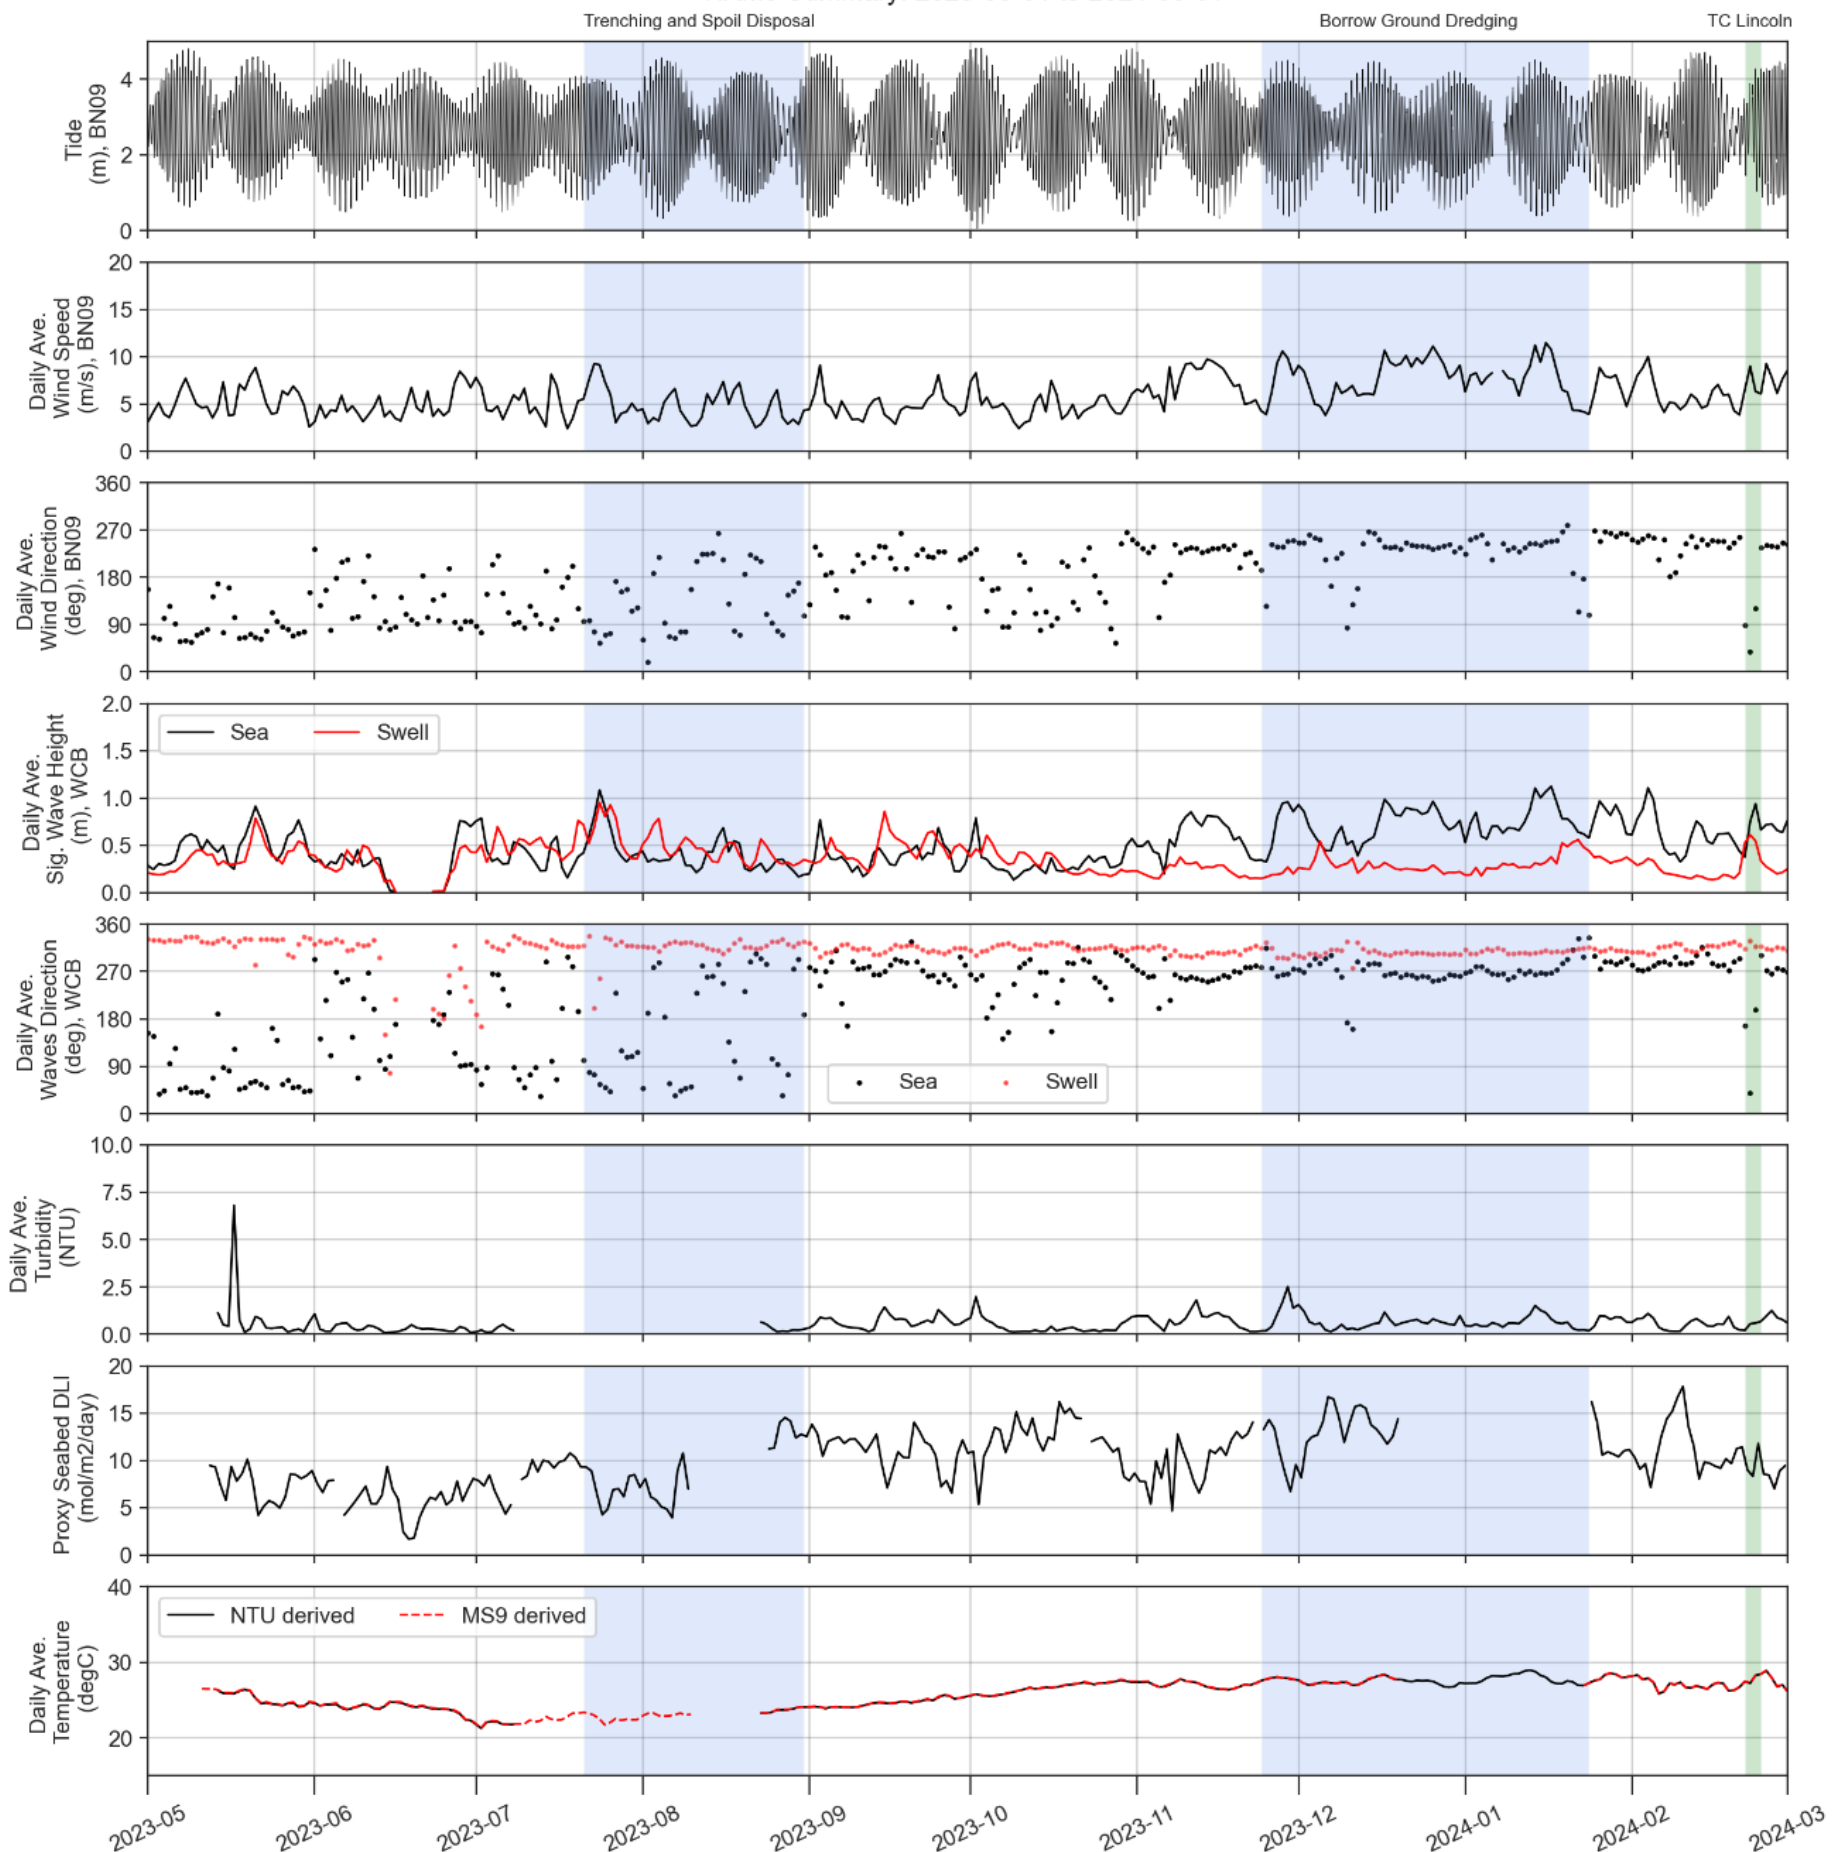 Trenching and Spoil Disposal
Borrow Ground Dredging
TC Lincoln
Tide
(m), BN09
4
2
0
Daily Ave.
Wind Speed
(m/s), BN09
20
15
10
5
0
Daily Ave.
Wind Direction
(deg), BN09
360
270
180
90
0
Daily Ave.
Sig. Wave Height
(m), WCB
2.0
1.5
1.0
0.5
0.0
Sea
Swell
Daily Ave.
Waves Direction
(deg), WCB
360
270
180
90
0
Sea
Swell
Daily Ave.
Turbidity
(NTU)
10.0
7.5
5.0
2.5
0.0
Proxy Seabed DLI
(mol/m2/day)
20
15
10
5
0
Daily Ave.
Temperature
(degC)
40
30
20
NTU derived
MS9 derived
2023-05
2023-06
2023-07
2023-08
2023-09
2023-10
2023-11
2023-12
2024-01
2024-02
2024-03